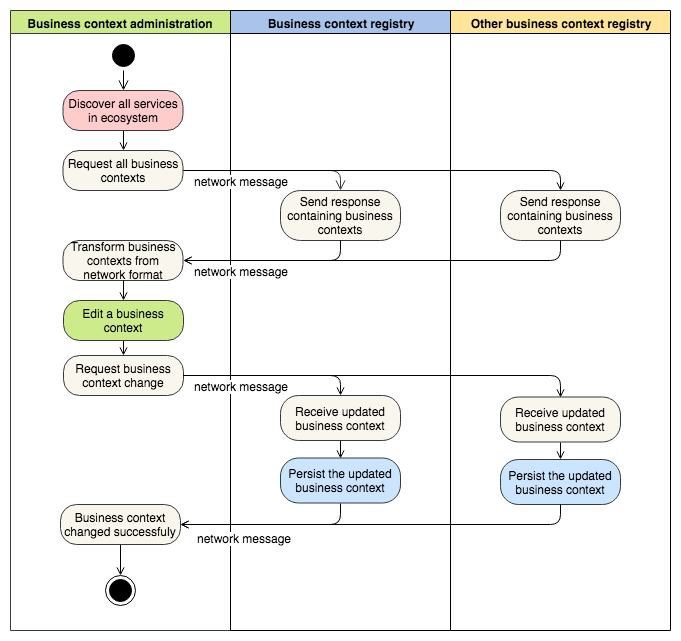 Business context administration
Business context registry
Other business context registry
Discover all services
in ecosystem
Request all business
contexts
network message
Send response
containing business
contexts
Send response
containing business
contexts
Transform business
contexts from
network format
network message
Edit a business
context
Request business
context change
network message
Receive updated
business context
Receive updated
business context
Persist the updated
business context
Persist the updated
business context
Business context
changed successfuly
network message